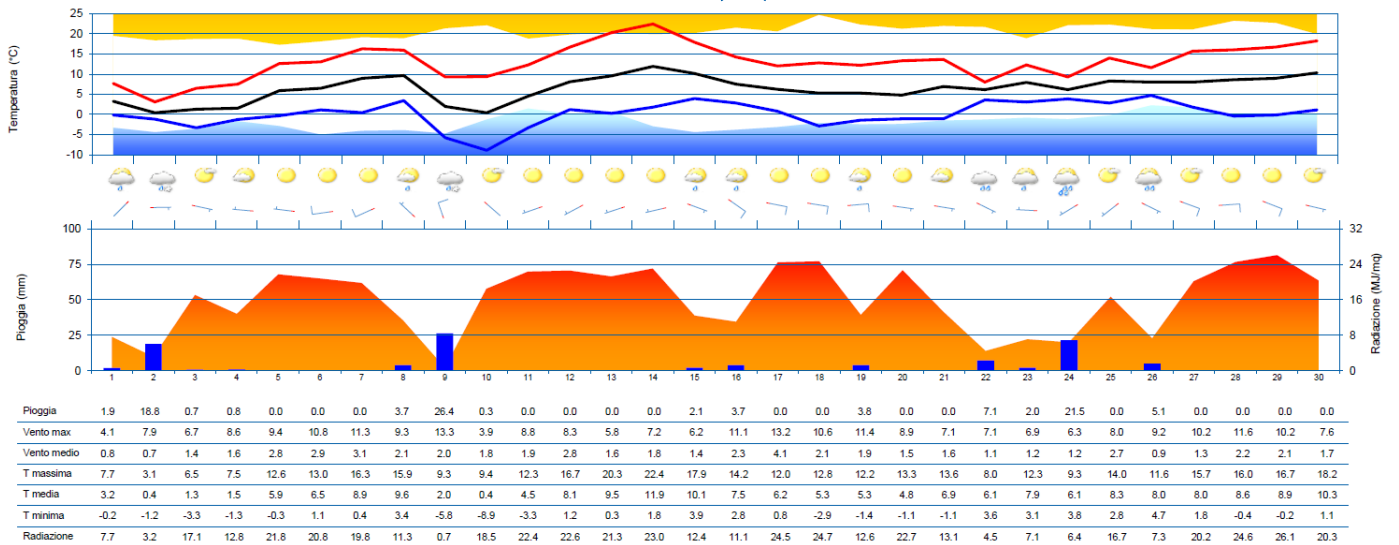 Temperatura (°C)
25
20
15
10
5
0
-5
-10
Pioggia (mm)
100
75
50
25
0
32
24
16
8
0
Radiazione (MJ/mq)
1 2 3 4 5 6 7 8 9 10 11 12 13 14 15 16 17 18 19 20 21 22 23 24 25 26 27 28 29 30
Pioggia 1.9 18.8 0.7 0.8 0.0 0.0 0.0 3.7 26.4 0.3 0.0 0.0 0.0 0.0 2.1 3.7 0.0 0.0 3.8 0.0 0.0 7.1 2.0 21.5 0.0 5.1 0.0 0.0 0.0 0.0
Vento max 4.1 7.9 6.7 8.6 9.4 10.8 11.3 9.3 13.3 3.9 8.8 8.3 5.8 7.2 6.7 11.1 13.2 10.6 11.4 8.9 7.1 7.1 6.9 6.3 8.0 9.2 10.2 11.6 10.2 7.6
Vento medio 0.8 0.7 1.4 1.6 2.8 2.9 3.1 2.1 2.0 1.8 1.9 2.8 1.6 1.8 1.4 2.3 4.1 2.1 1.9 1.5 1.6 1.1 1.2 1.2 2.7 0.9 1.3 2.2 2.1 1.7
T massima 7.7 3.1 6.5 7.5 12.6 13.0 16.3 15.9 9.3 9.4 12.3 16.7 20.3 22.4 17.9 14.2 12.0 12.8 12.2 13.3 13.6 8.0 12.3 9.3 14.0 11.6 15.7 16.0 16.7 18.2
T media 3.2 0.4 1.3 1.5 5.9 6.5 8.9 9.6 2.0 0.4 4.5 8.1 9.5 11.9 10.1 7.5 6.2 5.3 5.3 4.8 6.9 6.1 7.9 6.1 8.3 8.0 8.0 8.6 8.9 10.3
T minima -0.2 -1.2 -3.3 -1.3 -0.3 1.1 0.4 3.4 -5.8 -8.9 -3.3 1.2 0.3 1.8 3.9 2.8 0.8 -2.9 -1.4 -1.1 -1.1 3.6 3.1 3.8 2.8 4.7 1.8 -0.4 -0.2 1.1
Radiazione 7.7 3.2 17.1 12.8 21.8 20.8 19.8 11.3 0.7 18.5 22.4 22.6 21.3 23.0 12.4 11.1 24.5 24.7 12.6 22.7 13.1 4.5 7.1 6.4 16.7 7.3 20.2 24.6 26.1 20.3